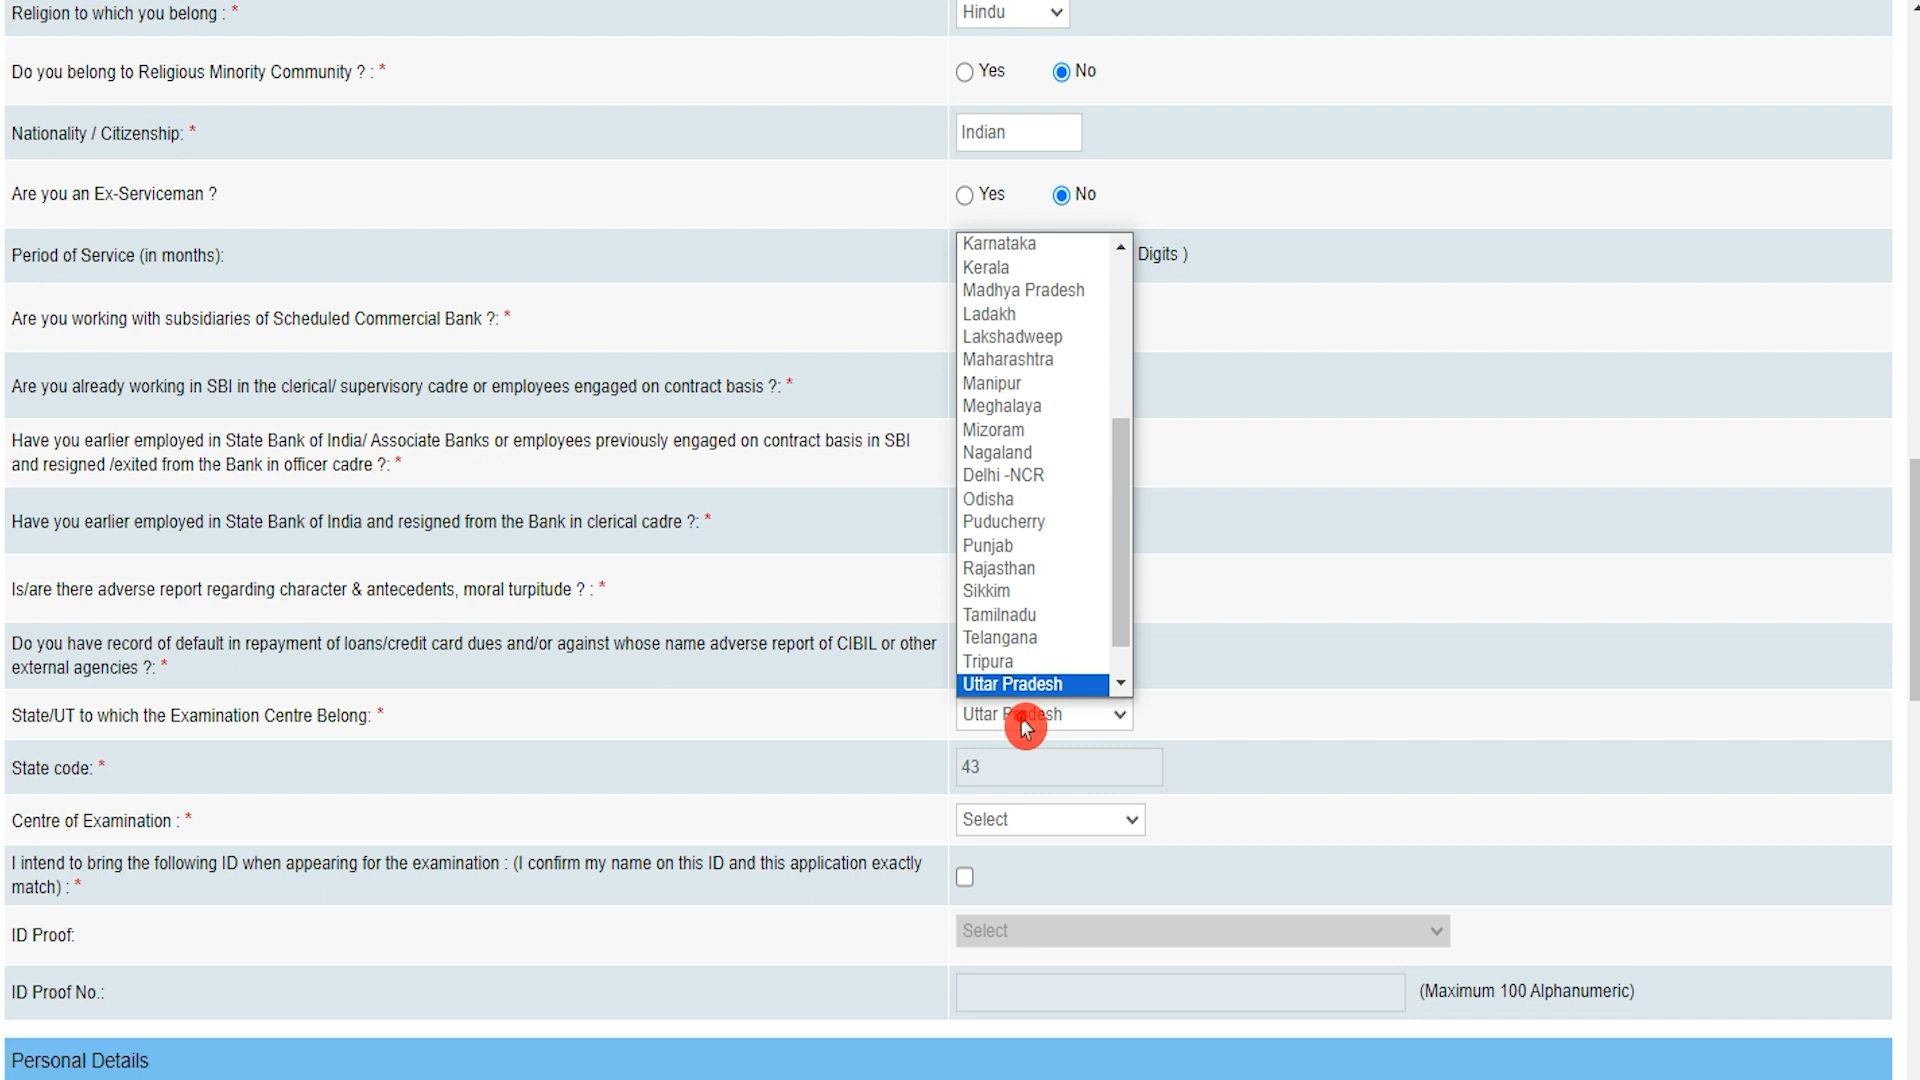 Religion to which you belong : * Hindu
Do you belong to Religious Minority Community ? : * Yes No
Nationality / Citizenship: * Indian
Are you an Ex-Serviceman ? Yes No
Period of Service (in months): Digits )
Are you working with subsidiaries of Scheduled Commercial Bank ?: *
Are you already working in SBI in the clerical/ supervisory cadre or employees engaged on contract basis ?: *
Have you earlier employed in State Bank of India/ Associate Banks or employees previously engaged on contract basis in SBI
and resigned /exited from the Bank in officer cadre ?: *
Have you earlier employed in State Bank of India and resigned from the Bank in clerical cadre ?: *
Is/are there adverse report regarding character & antecedents, moral turpitude ? : *
Do you have record of default in repayment of loans/credit card dues and/or against whose name adverse report of CIBIL or other
external agencies ?: *
Karnataka
Kerala
Madhya Pradesh
Ladakh
Lakshadweep
Maharashtra
Manipur
Meghalaya
Mizoram
Nagaland
Delhi -NCR
Odisha
Puducherry
Punjab
Rajasthan
Sikkim
Tamilnadu
Telangana
Tripura
Uttar Pradesh
State/UT to which the Examination Centre Belong: * Uttar Pradesh
State code: * 43
Centre of Examination : * Select
I intend to bring the following ID when appearing for the examination : (I confirm my name on this ID and this application exactly
match) : *
ID Proof: Select
ID Proof No.: (Maximum 100 Alphanumeric)
Personal Details